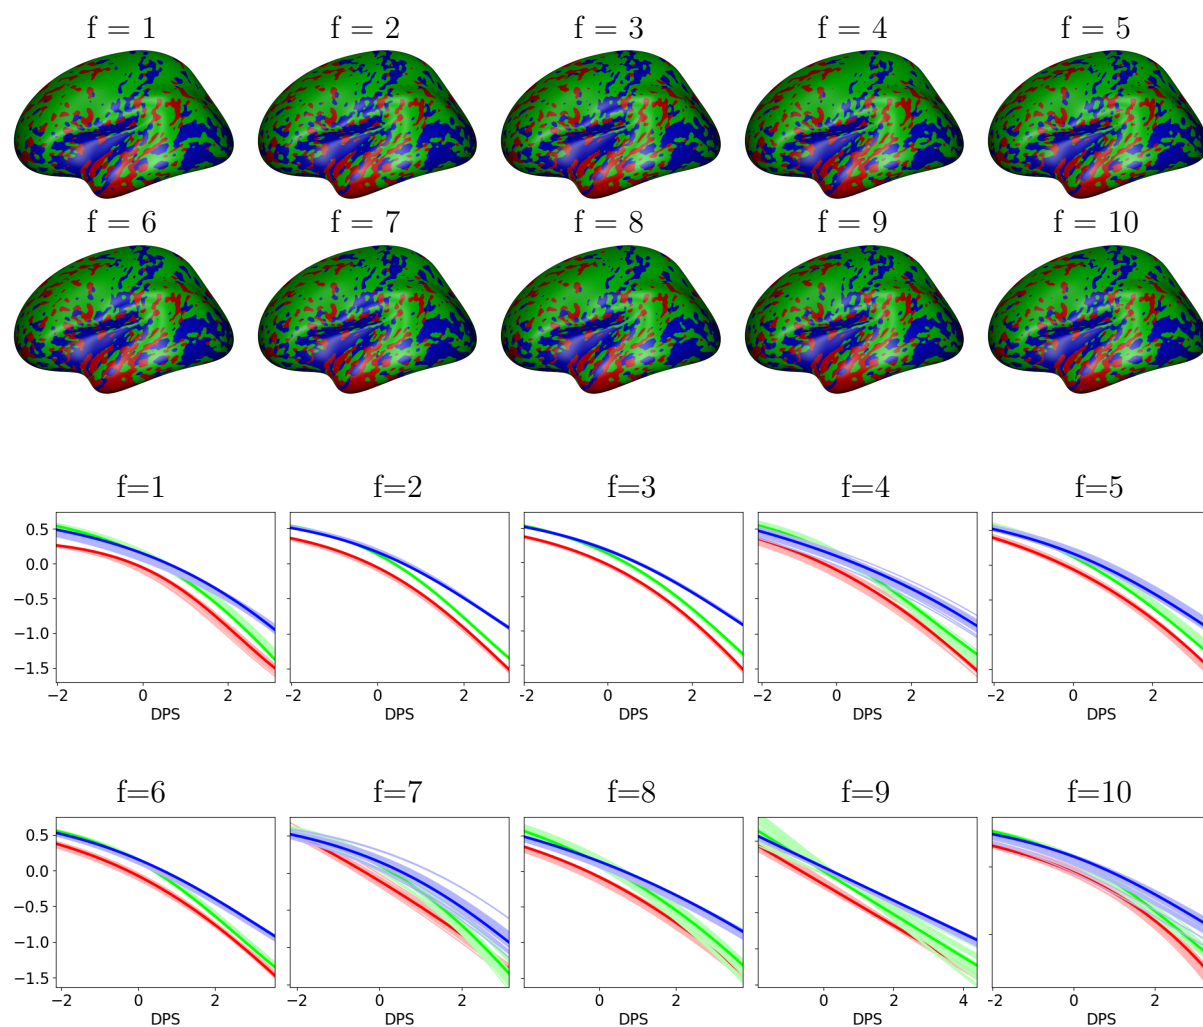 f = 1 f = 2 f = 3 f = 4 f = 5
f = 6 f = 7 f = 8 f = 9 f = 10
f=1 f=2 f=3 f=4 f=5
0.5
0.0
−0.5
−1.0
−1.5
−2 0 2 −2 0 2 −2 0 2 −2 0 2 −2 0 2
DPS DPS DPS DPS DPS
f=6 f=7 f=8 f=9 f=10
0.5
0.0
−0.5
−1.0
−1.5
0 2 0 2 0 2 0 2 4 −2 0 2
DPS DPS DPS DPS DPS